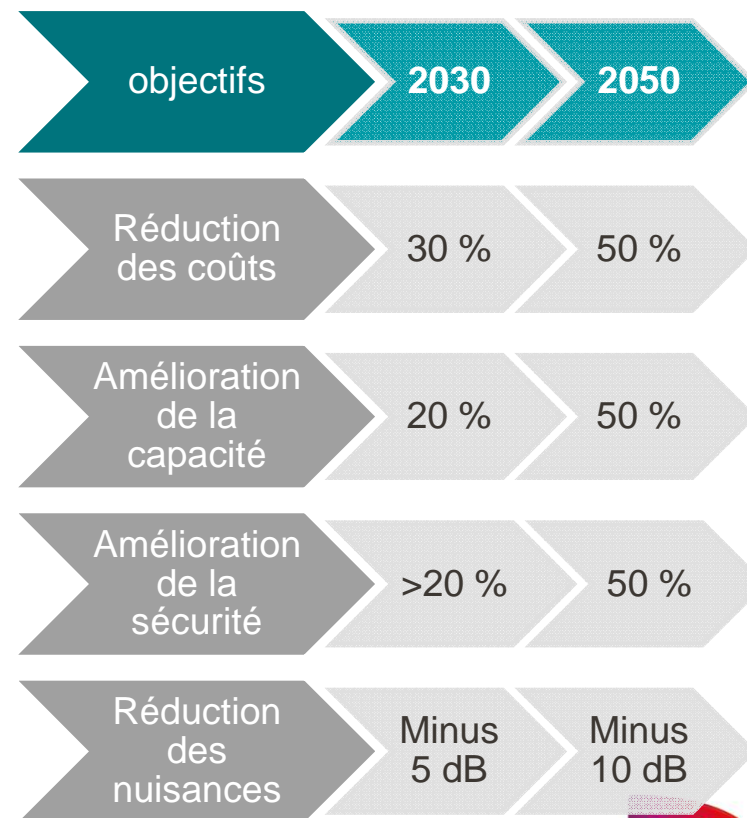 objectifs 2030 2050
Réduction
des coûts
30 % 50 %
Amélioration
de la
capacité
20 % 50 %
Amélioration
de la
sécurité
>20 % 50 %
Réduction
des
nuisances
Minus
5 dB
Minus
10 dB